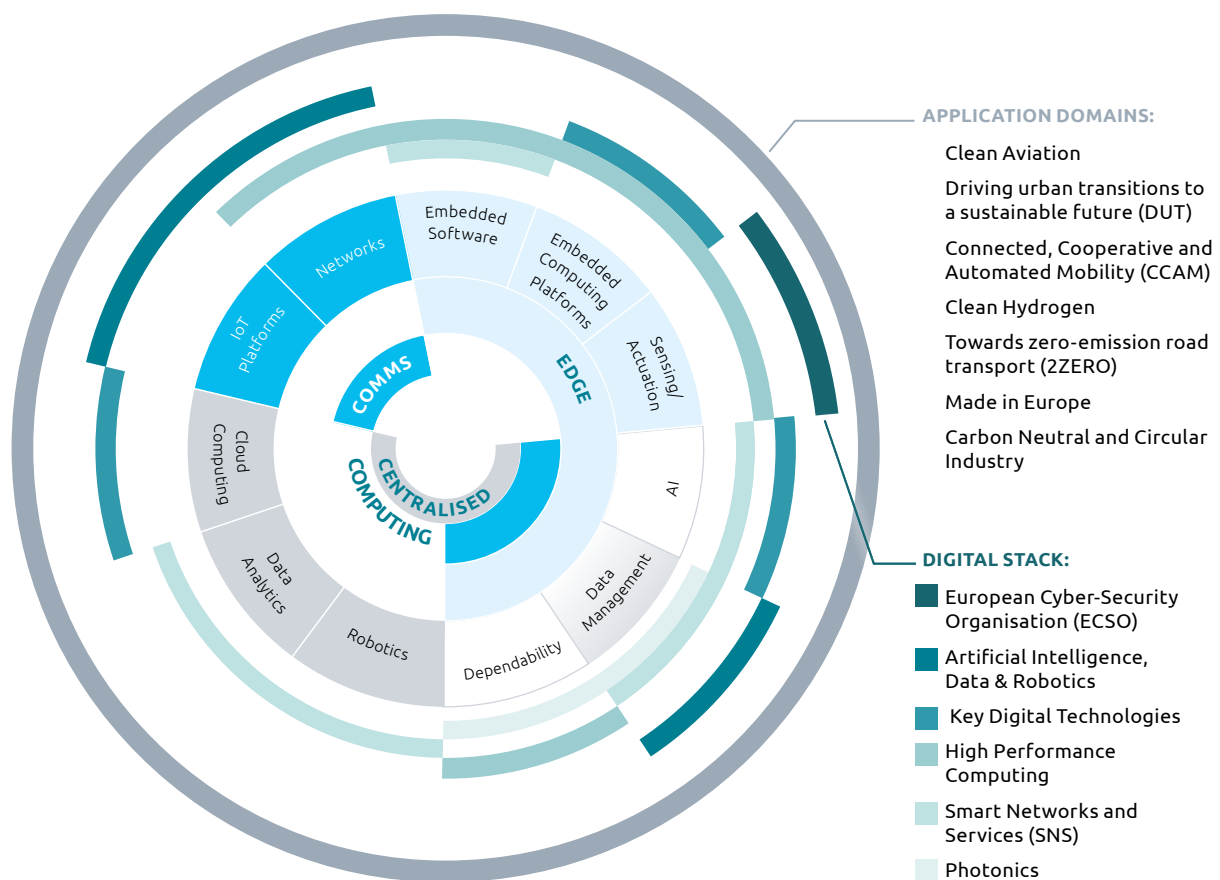 Embedded
Software
Embedded
Computing
Platforms
Sensing/
Actuation
Networks
IoT
Platforms
COMMS
EDGE
CENTRALISED
COMPUTING
Cloud
Computing
AI
Data
Analytics
Data
Management
Robotics
Dependability
APPLICATION DOMAINS:
Clean Aviation
Driving urban transitions to
a sustainable future (DUT)
Connected, Cooperative and
Automated Mobility (CCAM)
Clean Hydrogen
Towards zero-emission road
transport (2ZERO)
Made in Europe
Carbon Neutral and Circular
Industry
DIGITAL STACK:
European Cyber-Security
Organisation (ECSO)
Artificial Intelligence,
Data & Robotics
Key Digital Technologies
High Performance
Computing
Smart Networks and
Services (SNS)
Photonics